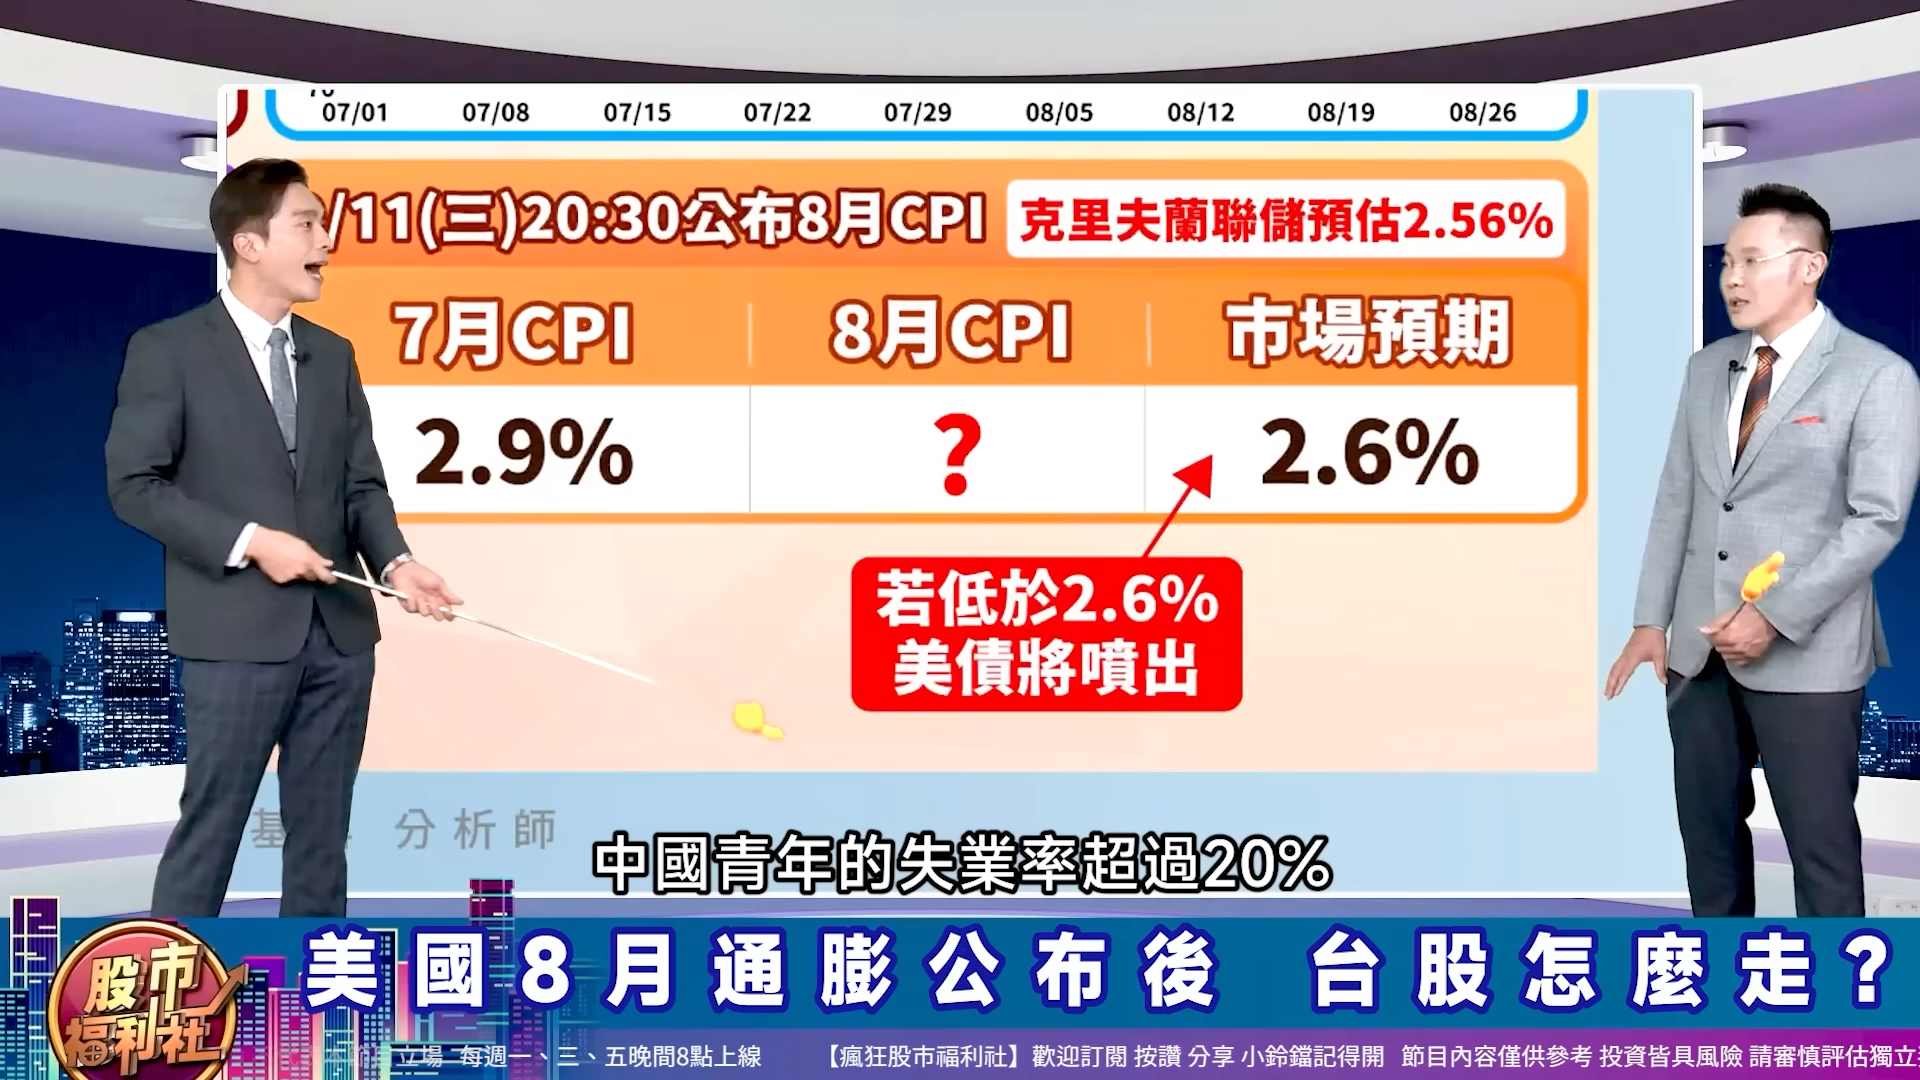 07/01 07/08 07/15 07/22 07/29 08/05 08/12 08/19 08/26
/11(三)20:30公布8月CPI 克里夫蘭聯儲預估2.56%
7月CPI 8月CPI 市場預期
2.9% ? 2.6%
若低於2.6%
美債將噴出
分析師
中國青年的失業率超過20%
美國8月通膨公布後 台股怎麼走?
股市
福利社
立場 每週一、三、五晚間8點上線 【瘋狂股市福利社】歡迎訂閱 按讚 分享 小鈴鐺記得開 節目內容僅供參考 投資皆具風險 請審慎評估獨立